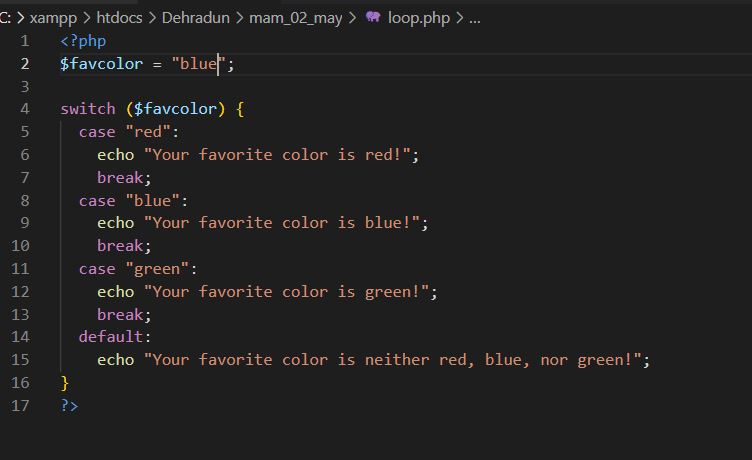 C: > xampp > htdocs > Dehradun > mam_02_may > loop.php > ...
1 <?php
2 $favcolor = "blue";
3
4 switch ($favcolor) {
5   case "red":
6     echo "Your favorite color is red!";
7     break;
8   case "blue":
9     echo "Your favorite color is blue!";
10     break;
11   case "green":
12     echo "Your favorite color is green!";
13     break;
14   default:
15     echo "Your favorite color is neither red, blue, nor green!";
16 }
17 ?>